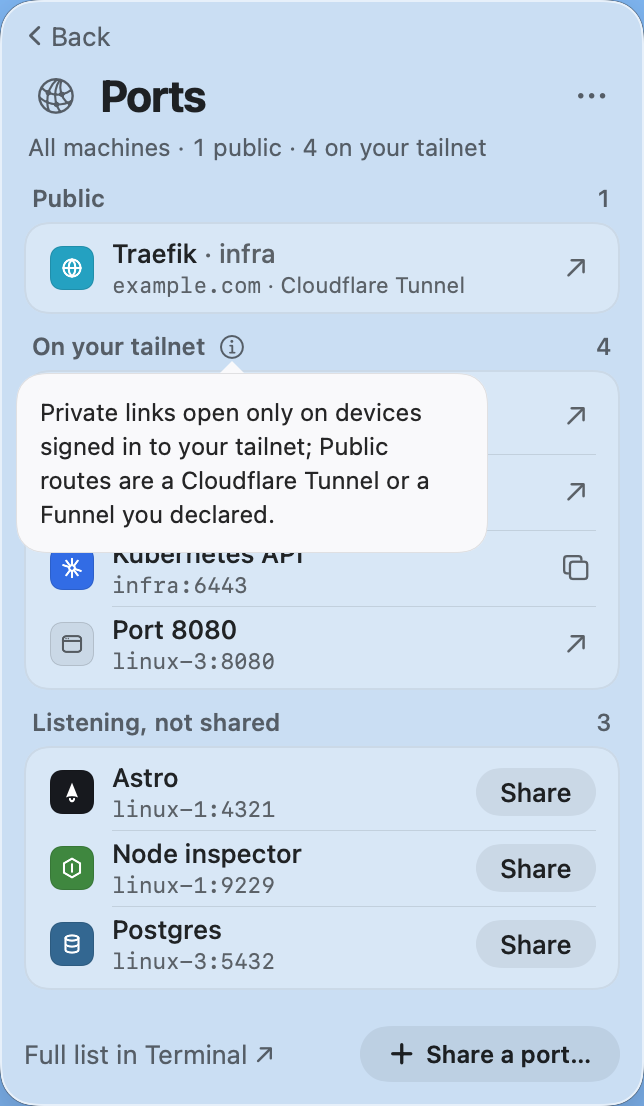 Back
Ports
All machines · 1 public · 4 on your tailnet
Public 1
Traefik · infra
example.com · Cloudflare Tunnel
On your tailnet 4
Private links open only on devices
signed in to your tailnet; Public
routes are a Cloudflare Tunnel or a
Funnel you declared.
Kubernetes API
infra:6443
Port 8080
linux-3:8080
Listening, not shared 3
Astro
linux-1:4321
Share
Node inspector
linux-1:9229
Share
Postgres
linux-3:5432
Share
Full list in Terminal
Share a port...